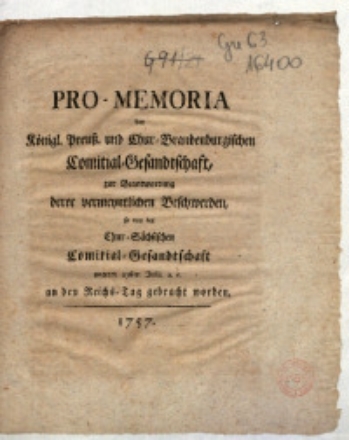 Gu 63
16400
PRO-MEMORIA
der
Königl. Preuß. und Chur-Brandenburgischen
Comitial-Gesandtschaft,
zur Beantwortung
derer vermeyntlichen Beschwerden,
so von der
Chur-Sächsischen
Comitial-Gesandtschaft
an den Reichs-Tag gebracht worden.
1757.